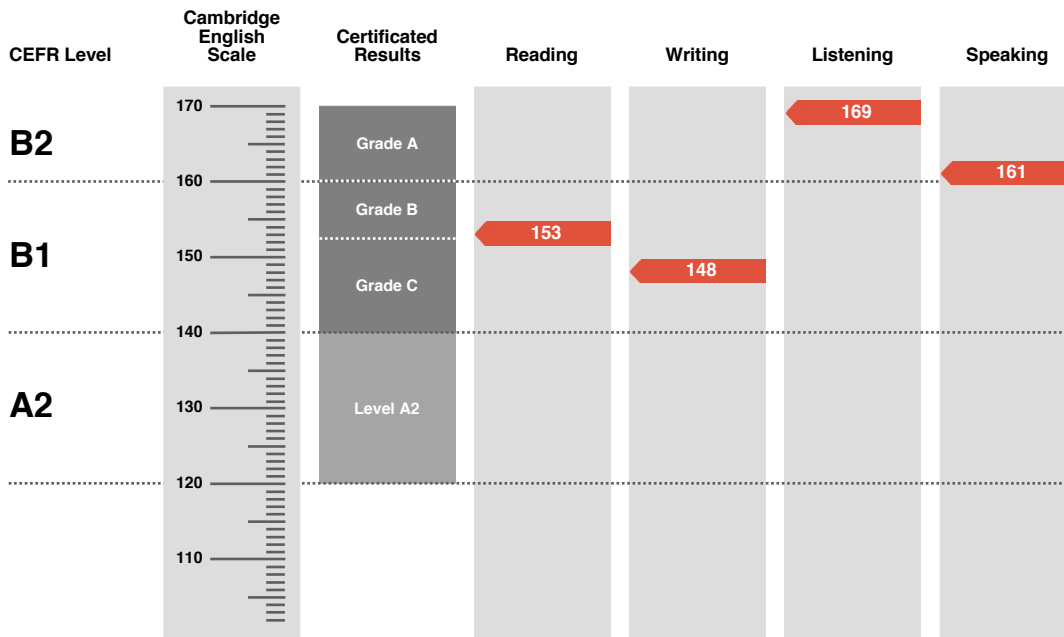 CEFR Level
Cambridge
English
Scale
Certificated
Results
Reading
Writing
Listening
Speaking
170
169
B2
Grade A
161
160
Grade B
153
B1
150
148
Grade C
140
A2
130
Level A2
120
110